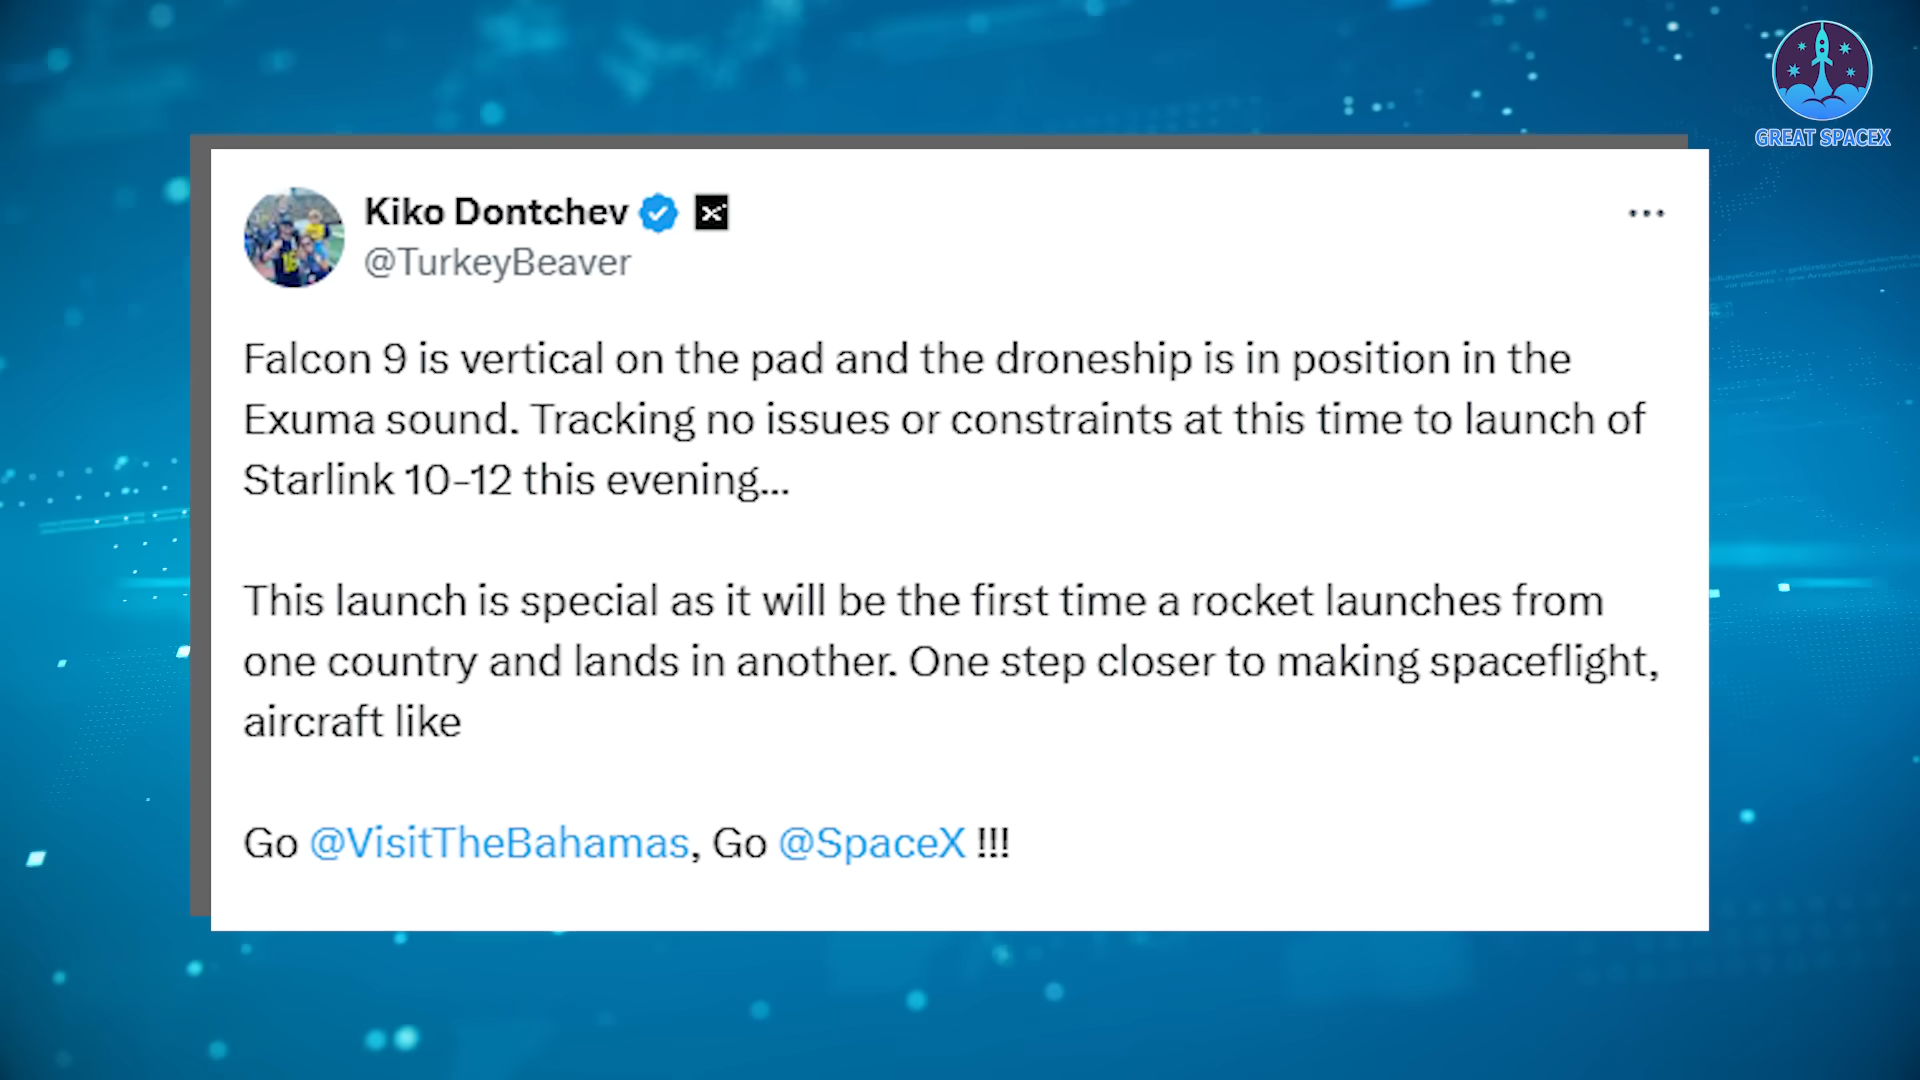 GREAT SPACEX
Kiko Dontchev
@TurkeyBeaver
Falcon 9 is vertical on the pad and the droneship is in position in the
Exuma sound. Tracking no issues or constraints at this time to launch of
Starlink 10-12 this evening...
This launch is special as it will be the first time a rocket launches from
one country and lands in another. One step closer to making spaceflight,
aircraft like
Go @VisitTheBahamas, Go @SpaceX !!!